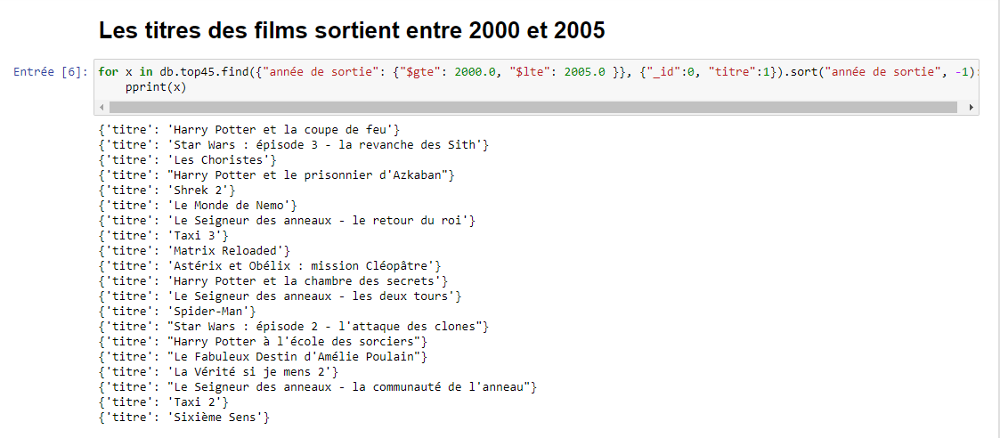 Les titres des films sortient entre 2000 et 2005
Entrée [6]: for x in db.top45.find({"année de sortie": {"$gte": 2000.0, "$lte": 2005.0 }}, {"_id":0, "titre":1}).sort("année de sortie", -1):
pprint(x)
{'titre': 'Harry Potter et la coupe de feu'}
{'titre': 'Star Wars : épisode 3 - la revanche des Sith'}
{'titre': 'Les Choristes'}
{'titre': "Harry Potter et le prisonnier d'Azkaban"}
{'titre': 'Shrek 2'}
{'titre': 'Le Monde de Nemo'}
{'titre': 'Le Seigneur des anneaux - le retour du roi'}
{'titre': 'Taxi 3'}
{'titre': 'Matrix Reloaded'}
{'titre': 'Astérix et Obélix : mission Cléopâtre'}
{'titre': 'Harry Potter et la chambre des secrets'}
{'titre': 'Le Seigneur des anneaux - les deux tours'}
{'titre': 'Spider-Man'}
{'titre': "Star Wars : épisode 2 - l'attaque des clones"}
{'titre': "Harry Potter à l'école des sorciers"}
{'titre': "Le Fabuleux Destin d'Amélie Poulain"}
{'titre': 'La Vérité si je mens 2'}
{'titre': "Le Seigneur des anneaux - la communauté de l'anneau"}
{'titre': 'Taxi 2'}
{'titre': 'Sixième Sens'}